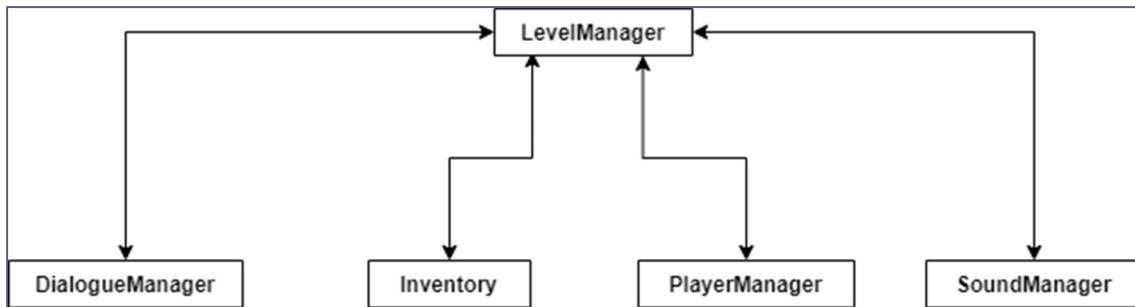 LevelManager
DialogueManager
Inventory
PlayerManager
SoundManager